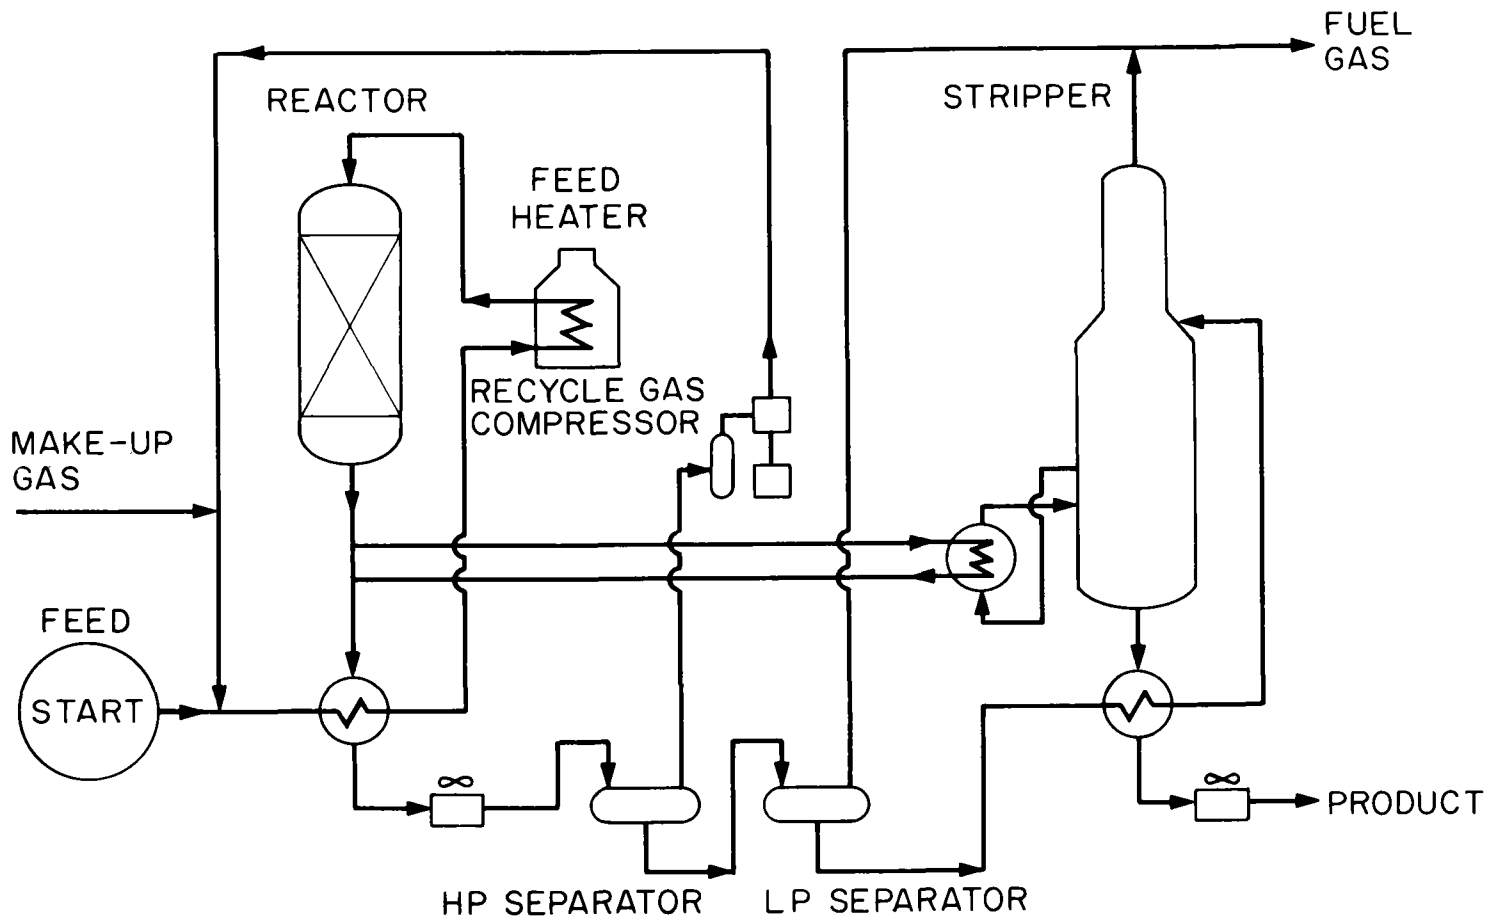 FUEL
GAS
STRIPPER
REACTOR
FEED
HEATER
RECYCLE GAS
COMPRESSOR
MAKE-UP
GAS
FEED
START
PRODUCT
HP SEPARATOR
LP SEPARATOR